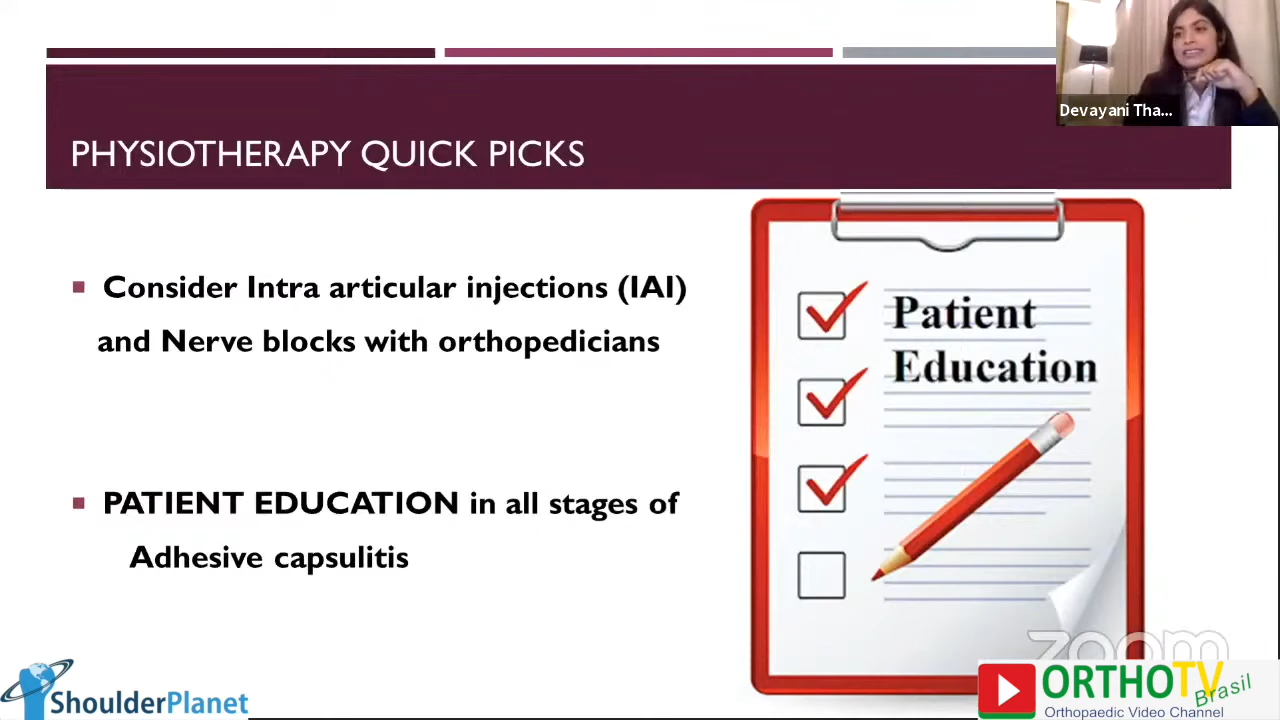 Devayani Tha...
PHYSIOTHERAPY QUICK PICKS
Consider Intra articular injections (IAI)
and Nerve blocks with orthopedicians
PATIENT EDUCATION in all stages of
Adhesive capsulitis
Patient
Education
zoom
ShoulderPlanet
ORTHOTV
Brasil
Orthopaedic Video Channel